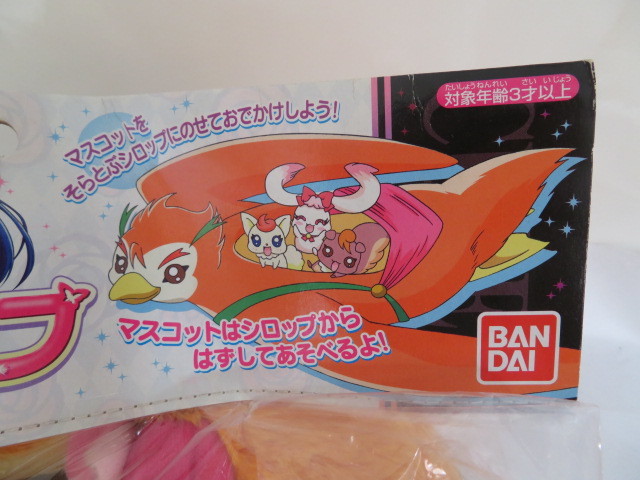 たいしょうねんれい さい いじょう
対象年齢3才以上
マスコットを
そらとぶシロップにのせておでかけしよう!
マスコットはシロップから
はずしてあそべるよ!
BAN
DAI
プ